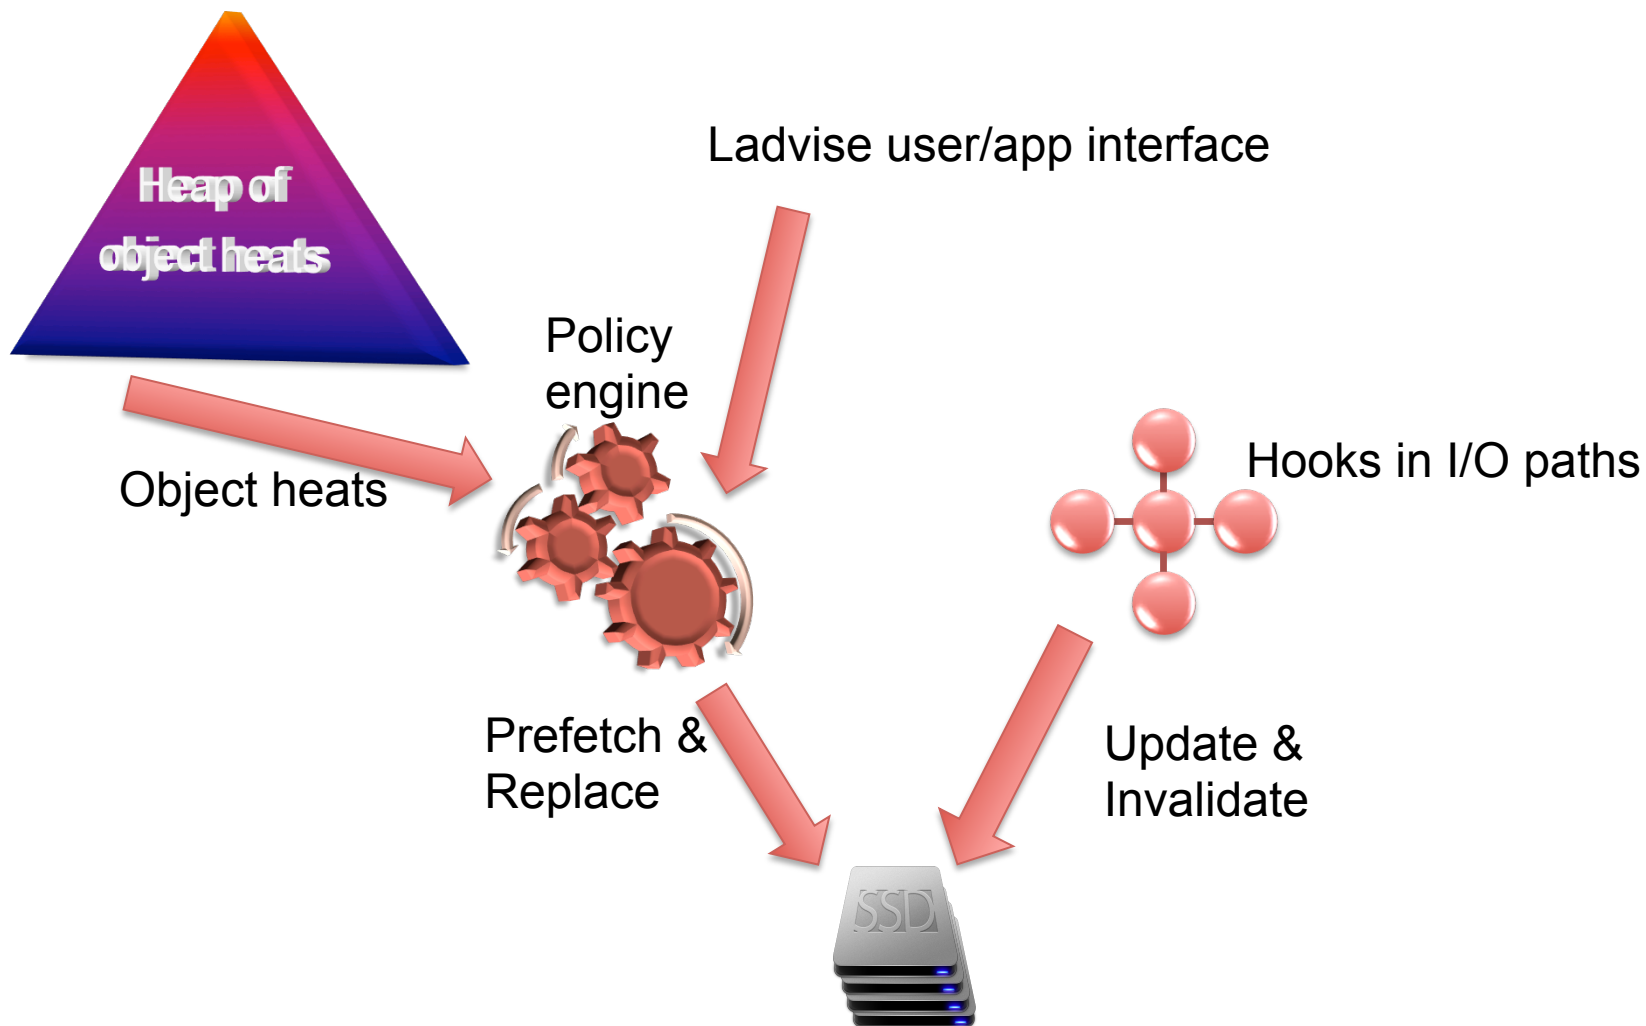 Heap of
object heats
Ladvise user/app interface
Policy
engine
Object heats
Hooks in I/O paths
Prefetch &
Replace
Update &
Invalidate
SSD